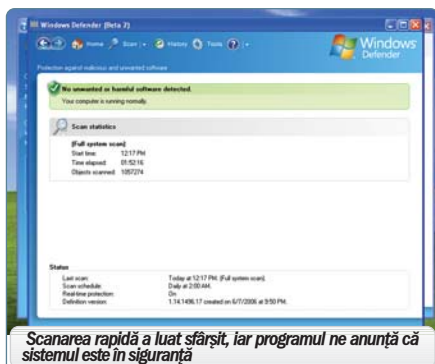 Windows Defender (Beta 2)
Home Scan History Tools
Windows
Defender
Protection against malicious and unwanted software
No unwanted or harmful software detected.
Your computer is running normally.
Scan statistics
(Full system scan)
Start time: 12:17 PM
Time elapsed: 01:52:16
Objects scanned: 1057274
Status
Last scan: Today at 12:17 PM. (Full system scan).
Scan schedule: Daily at 2:00 AM.
Real-time protection: On
Definition version: 1.14.1496.17 created on 6/7/2006 at 9:50 PM.
Scanarea rapidă a luat sfârșit, iar programul ne anunță că
sistemul este în siguranță